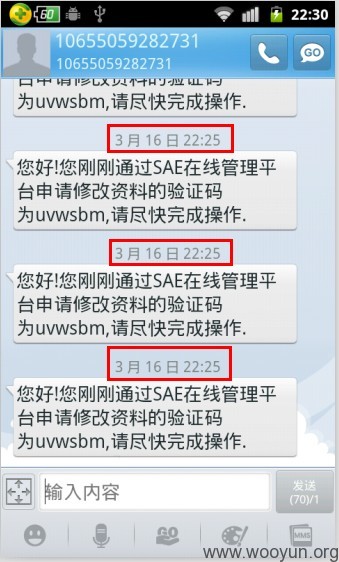 60
22:30
10655059282731
10655059282731
GO
台申请修改资料的验证码
为uvwsbm,请尽快完成操作.
3 月 16 日 22:25
您好!您刚刚通过SAE在线管理平
台申请修改资料的验证码
为uvwsbm,请尽快完成操作.
3 月 16 日 22:25
您好!您刚刚通过SAE在线管理平
台申请修改资料的验证码
为uvwsbm,请尽快完成操作.
3 月 16 日 22:25
您好!您刚刚通过SAE在线管理平
台申请修改资料的验证码
为uvwsbm,请尽快完成操作.
输入内容
发送
(70)/1
GO
MMS
www.wooyun.org